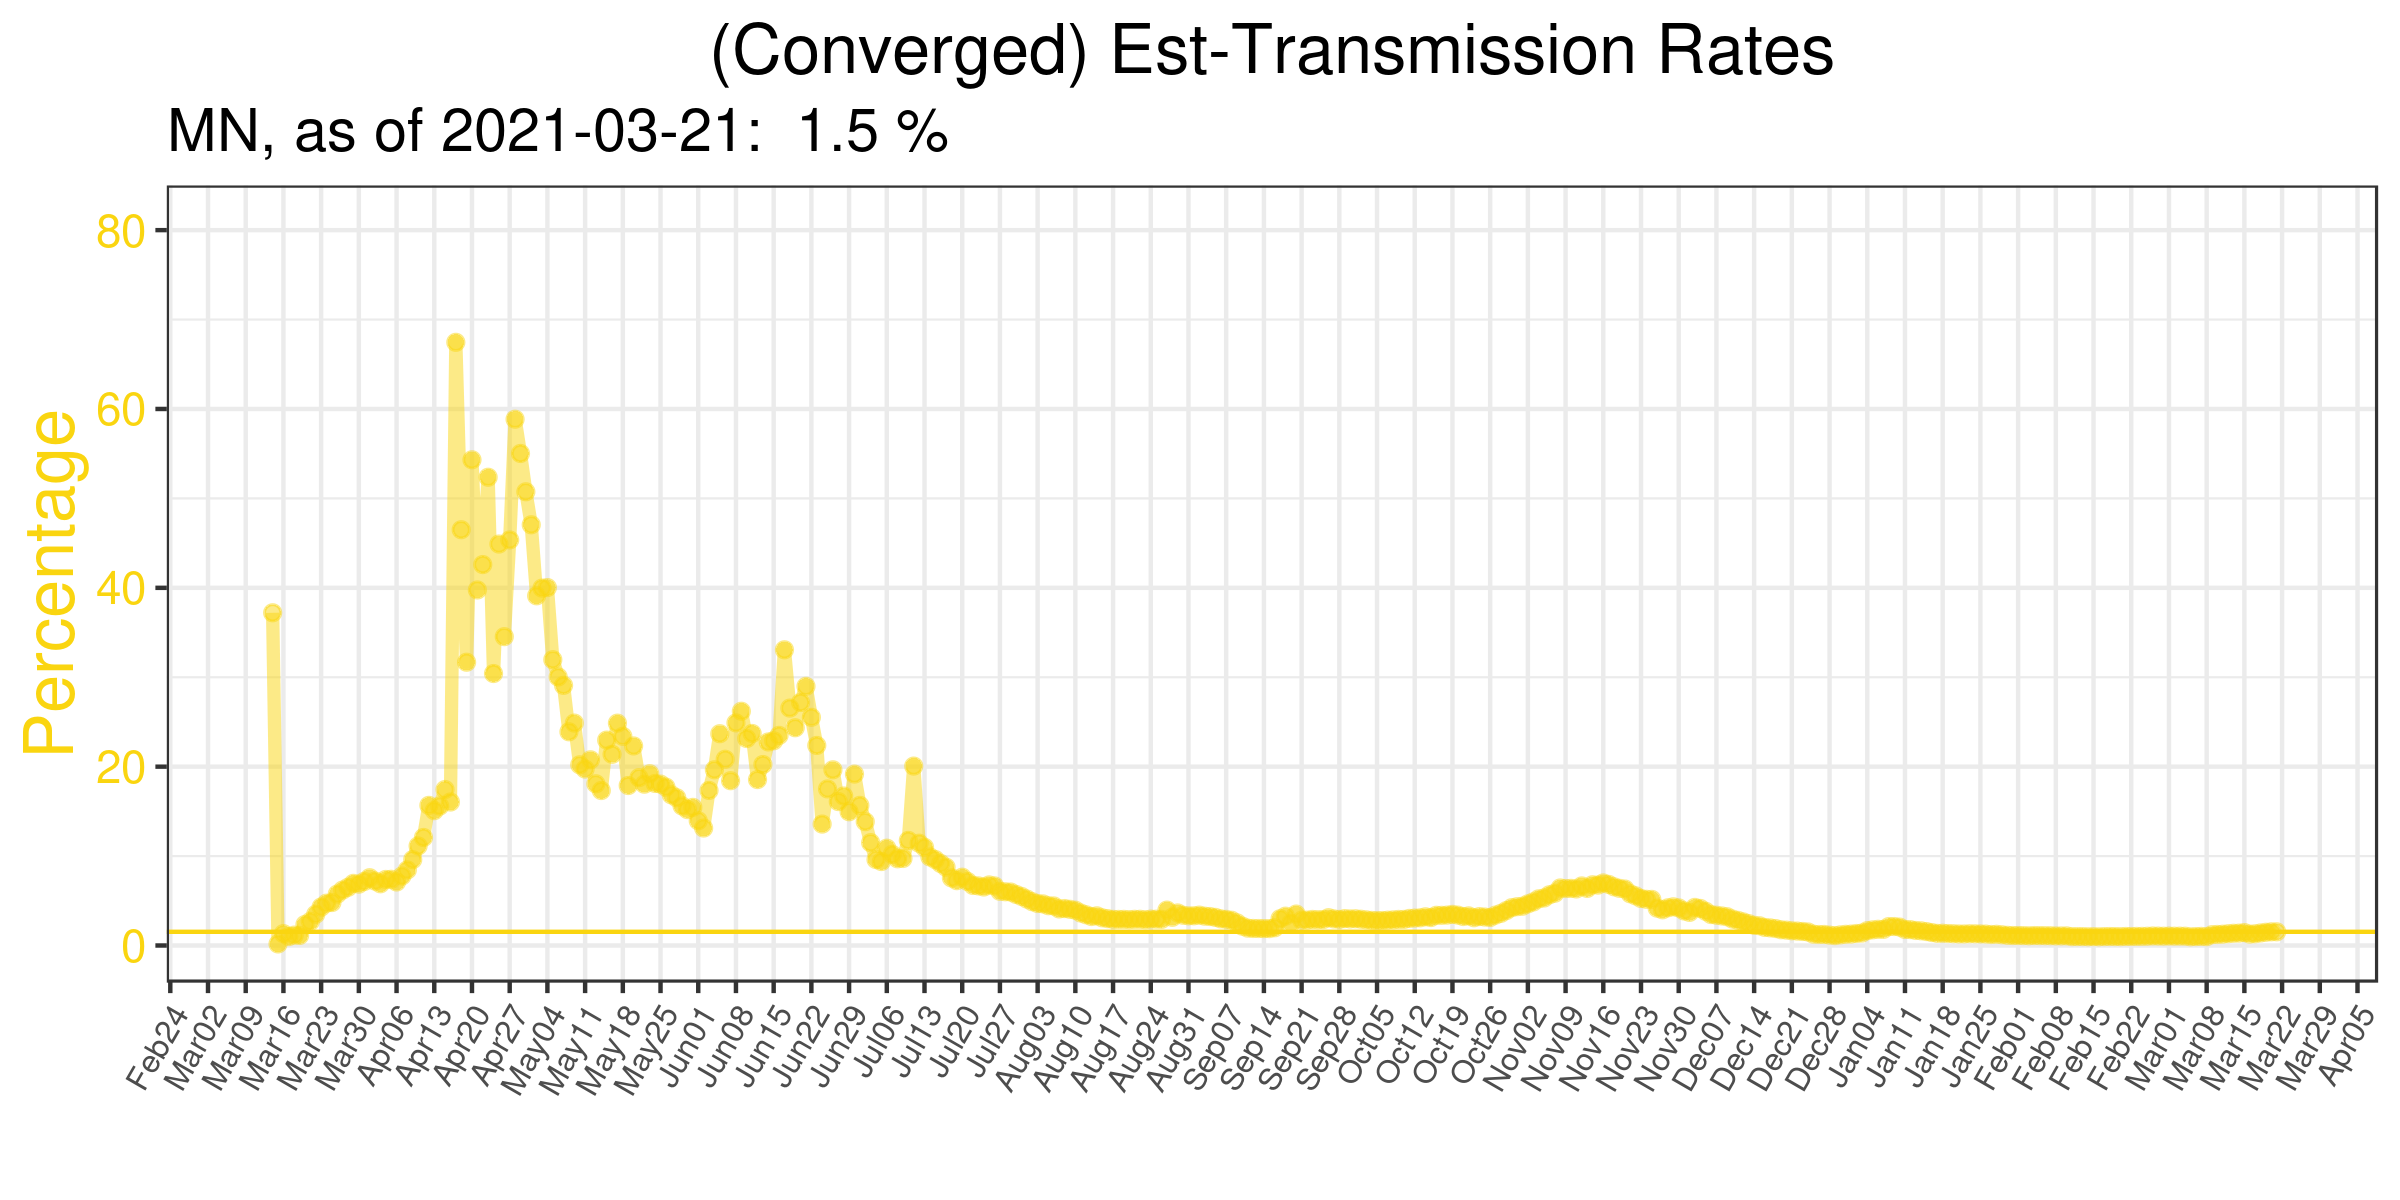 (Converged) Est-Transmission Rates
MN, as of 2021-03-21:  1.5 %
Percentage
80
60
40
20
0
Feb24
Mar02
Mar09
Mar16
Mar23
Mar30
Apr06
Apr13
Apr20
Apr27
May04
May11
May18
May25
Jun01
Jun08
Jun15
Jun22
Jun29
Jul06
Jul13
Jul20
Jul27
Aug03
Aug10
Aug17
Aug24
Aug31
Sep07
Sep14
Sep21
Sep28
Oct05
Oct12
Oct19
Oct26
Nov02
Nov09
Nov16
Nov23
Nov30
Dec07
Dec14
Dec21
Dec28
Jan04
Jan11
Jan18
Jan25
Feb01
Feb08
Feb15
Feb22
Mar01
Mar08
Mar15
Mar22
Mar29
Apr05